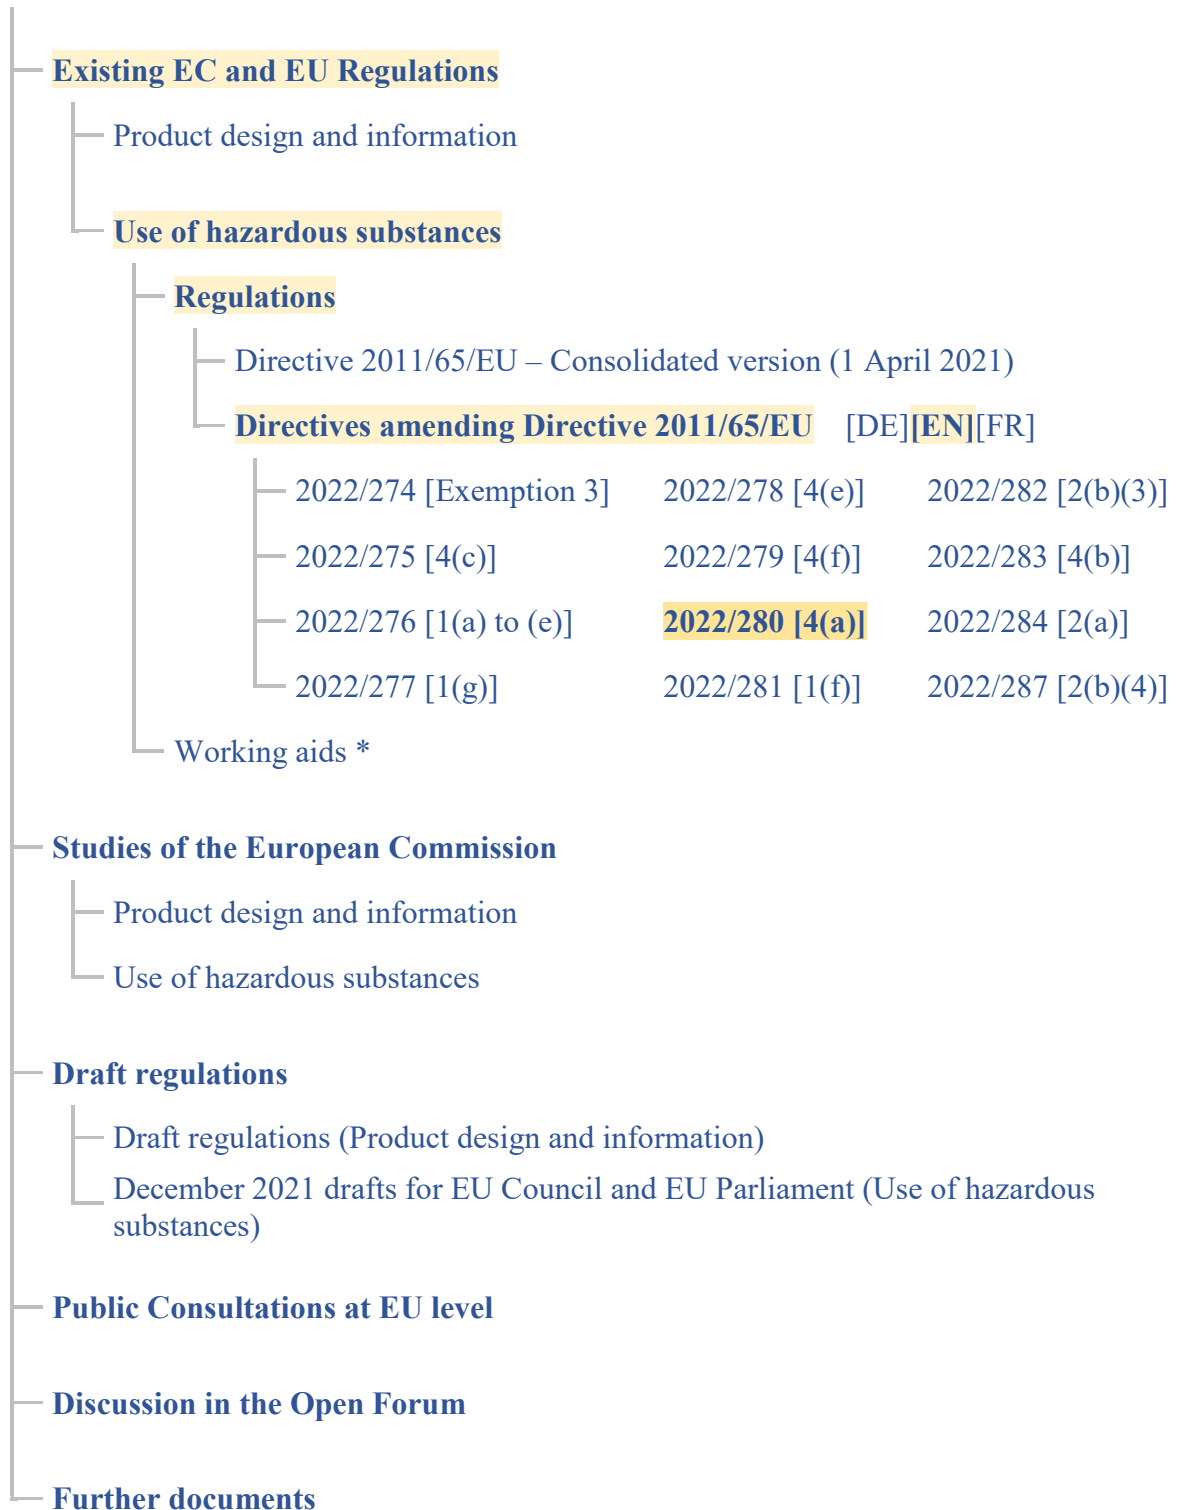 Existing EC and EU Regulations
Product design and information
Use of hazardous substances
Regulations
Directive 2011/65/EU – Consolidated version (1 April 2021)
Directives amending Directive 2011/65/EU [DE][EN][FR]
2022/274 [Exemption 3] 2022/278 [4(e)] 2022/282 [2(b)(3)]
2022/275 [4(c)] 2022/279 [4(f)] 2022/283 [4(b)]
2022/276 [1(a) to (e)] 2022/280 [4(a)] 2022/284 [2(a)]
2022/277 [1(g)] 2022/281 [1(f)] 2022/287 [2(b)(4)]
Working aids *
Studies of the European Commission
Product design and information
Use of hazardous substances
Draft regulations
Draft regulations (Product design and information)
December 2021 drafts for EU Council and EU Parliament (Use of hazardous
substances)
Public Consultations at EU level
Discussion in the Open Forum
Further documents